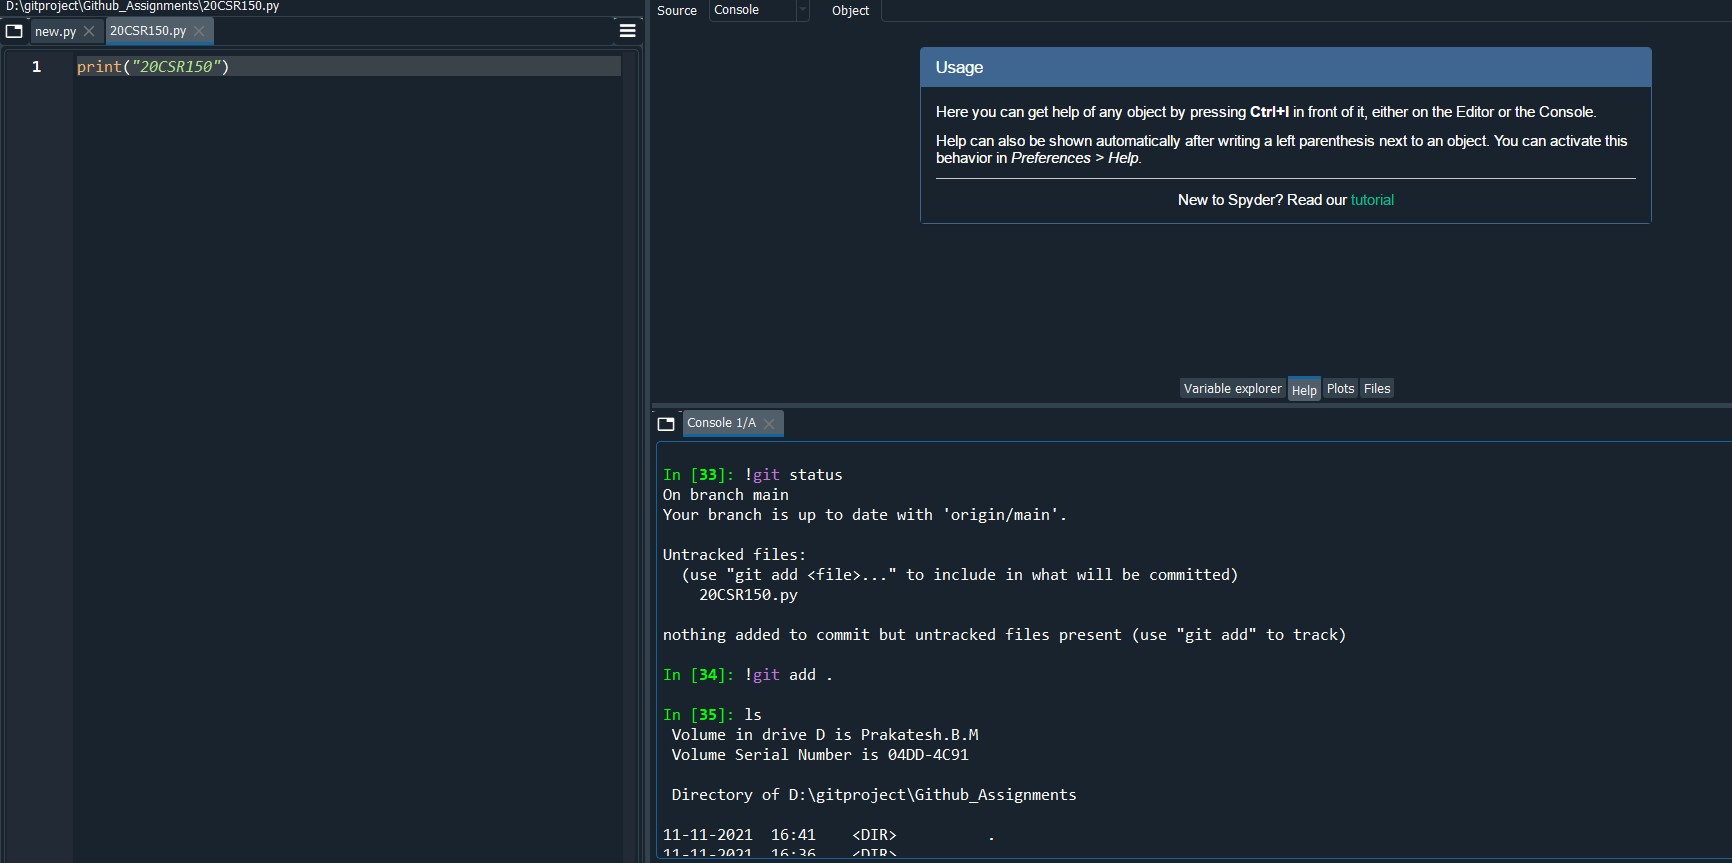 D:\gitproject\Github_Assignments\20CSR150.py
new.py
20CSR150.py
1
print("20CSR150")
Source
Console
Object
Usage
Here you can get help of any object by pressing Ctrl+I in front of it, either on the Editor or the Console.
Help can also be shown automatically after writing a left parenthesis next to an object. You can activate this
behavior in Preferences > Help.
New to Spyder? Read our tutorial
Variable explorer
Help
Plots
Files
Console 1/A
In [33]: !git status
On branch main
Your branch is up to date with 'origin/main'.
Untracked files:
(use "git add <file>..." to include in what will be committed)
20CSR150.py
nothing added to commit but untracked files present (use "git add" to track)
In [34]: !git add .
In [35]: ls
Volume in drive D is Prakatesh.B.M
Volume Serial Number is 04DD-4C91
Directory of D:\gitproject\Github_Assignments
11-11-2021 16:41 <DIR> .
11-11-2021 16:36 <DIR>